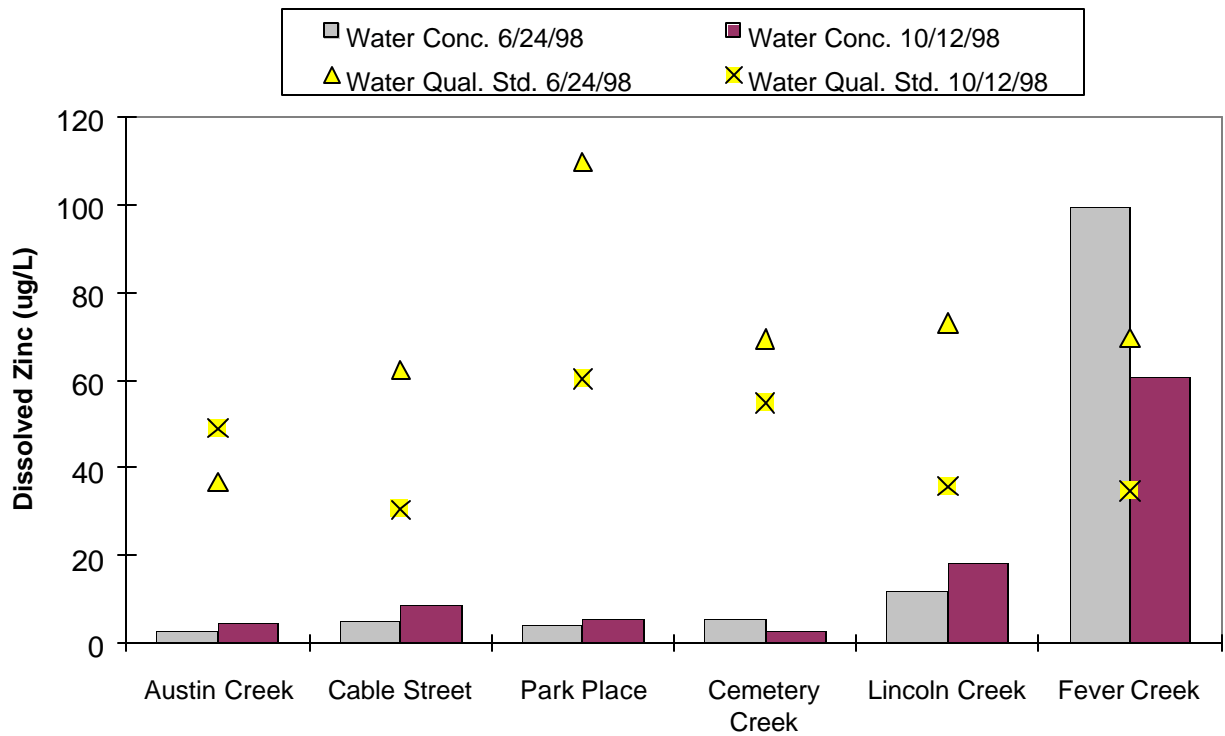 Water Conc. 6/24/98
Water Conc. 10/12/98
Water Qual. Std. 6/24/98
Water Qual. Std. 10/12/98
Dissolved Zinc (ug/L)
120
100
80
60
40
20
0
Austin Creek
Cable Street
Park Place
Cemetery
Creek
Lincoln Creek
Fever Creek